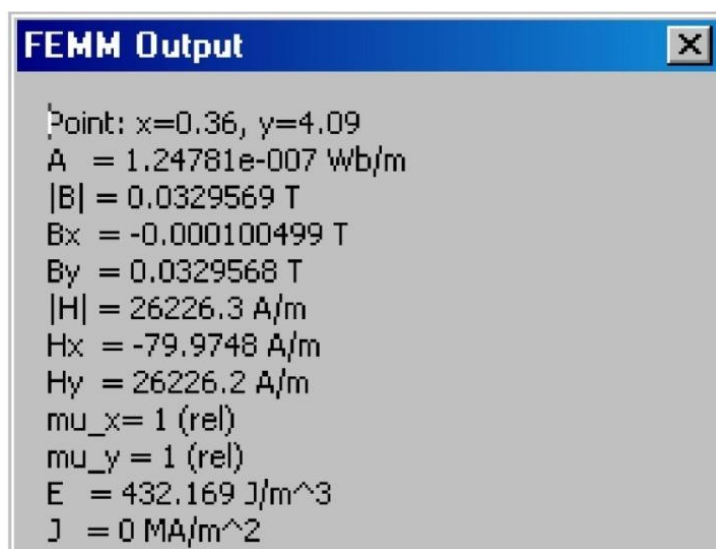 FEMM Output
Point: x=0.36, y=4.09
A = 1.24781e-007 Wb/m
|B| = 0.0329569 T
Bx = -0.000100499 T
By = 0.0329568 T
|H| = 26226.3 A/m
Hx = -79.9748 A/m
Hy = 26226.2 A/m
mu_x= 1 (rel)
mu_y = 1 (rel)
E = 432.169 J/m^3
J = 0 MA/m^2